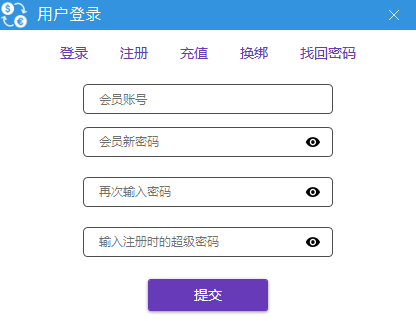 用户登录
登录 注册 充值 换绑 找回密码
会员账号
会员新密码
再次输入密码
输入注册时的超级密码
提交